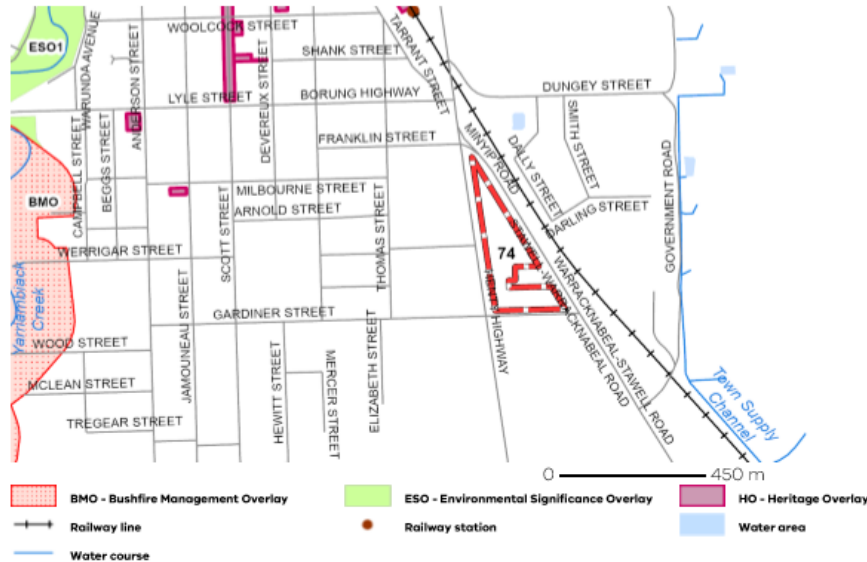 WOOLCOCK STREET
TARRANT STREET
ESO1
WARUNDA AVENUE
ANDERSON STREET
DEVEREUX STREET
SHANK STREET
DUNGEY STREET
LYLE STREET
BORUNG HIGHWAY
SMITH STREET
FRANKLIN STREET
MINYIP ROAD
DALLY STREET
GOVERNMENT ROAD
CAMPBELL STREET
BEGGS STREET
BMO
MILBOURNE STREET
ARNOLD STREET
DARLING STREET
SCOTT STREET
THOMAS STREET
WERRIGAR STREET
74
STAWELL-WARRACKNABEAL ROAD
WARRACKNABEAL-STAWELL ROAD
HENTY HIGHWAY
Yarriambiack
Creek
JAMOUNEAU STREET
GARDINER STREET
WOOD STREET
HEWITT STREET
MERCER STREET
ELIZABETH STREET
MCLEAN STREET
TREGEAR STREET
Town Supply
Channel
0 450 m
BMO - Bushfire Management Overlay
ESO - Environmental Significance Overlay
HO - Heritage Overlay
Railway line
Railway station
Water area
Water course